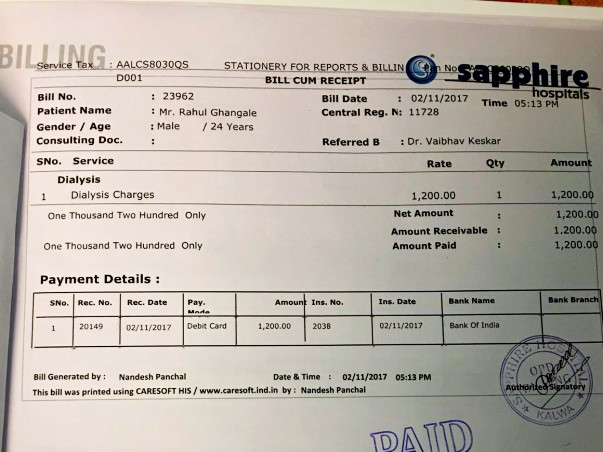 BILLING
Service Tax : AALCS8030QS STATIONERY FOR REPORTS & BILLIN
sapphire
hospitals
D001
BILL CUM RECEIPT
Bill No. : 23962 Bill Date : 02/11/2017 Time 05:13 PM
Patient Name : Mr. Rahul Ghangale Central Reg. N: 11728
Gender / Age : Male / 24 Years
Consulting Doc. : Referred B : Dr. Vaibhav Keskar
SNo. Service Rate Qty Amount
Dialysis
1 Dialysis Charges 1,200.00 1 1,200.00
One Thousand Two Hundred Only Net Amount : 1,200.00
Amount Receivable : 1.200.00
One Thousand Two Hundred Only Amount Paid : 1,200.00
Payment Details :
SNo. Rec. No. Rec. Date Pay. Mode Amount Ins. No. Ins. Date Bank Name Bank Branch
1 20149 02/11/2017 Debit Card 1,200.00 2038 02/11/2017 Bank Of India
Bill Generated by : Nandesh Panchal Date & Time : 02/11/2017 05:13 PM
Authorized Signatory
This bill was printed using CARESOFT HIS / www.caresoft.ind.in by : Nandesh Panchal
SAPPHIRE HOSPITAL
OPD
KALWA
PAID